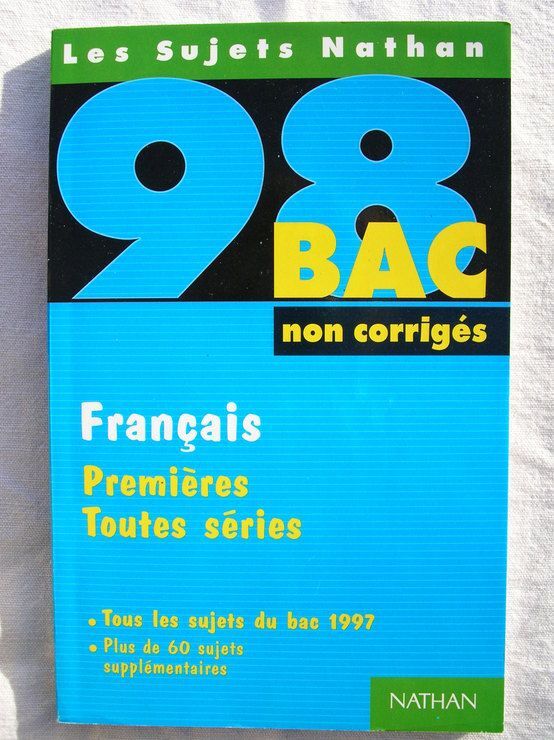 Les Sujets Nathan
98
BAC
non corrigés
Français
Premières
Toutes séries
• Tous les sujets du bac 1997
• Plus de 60 sujets
supplémentaires
NATHAN